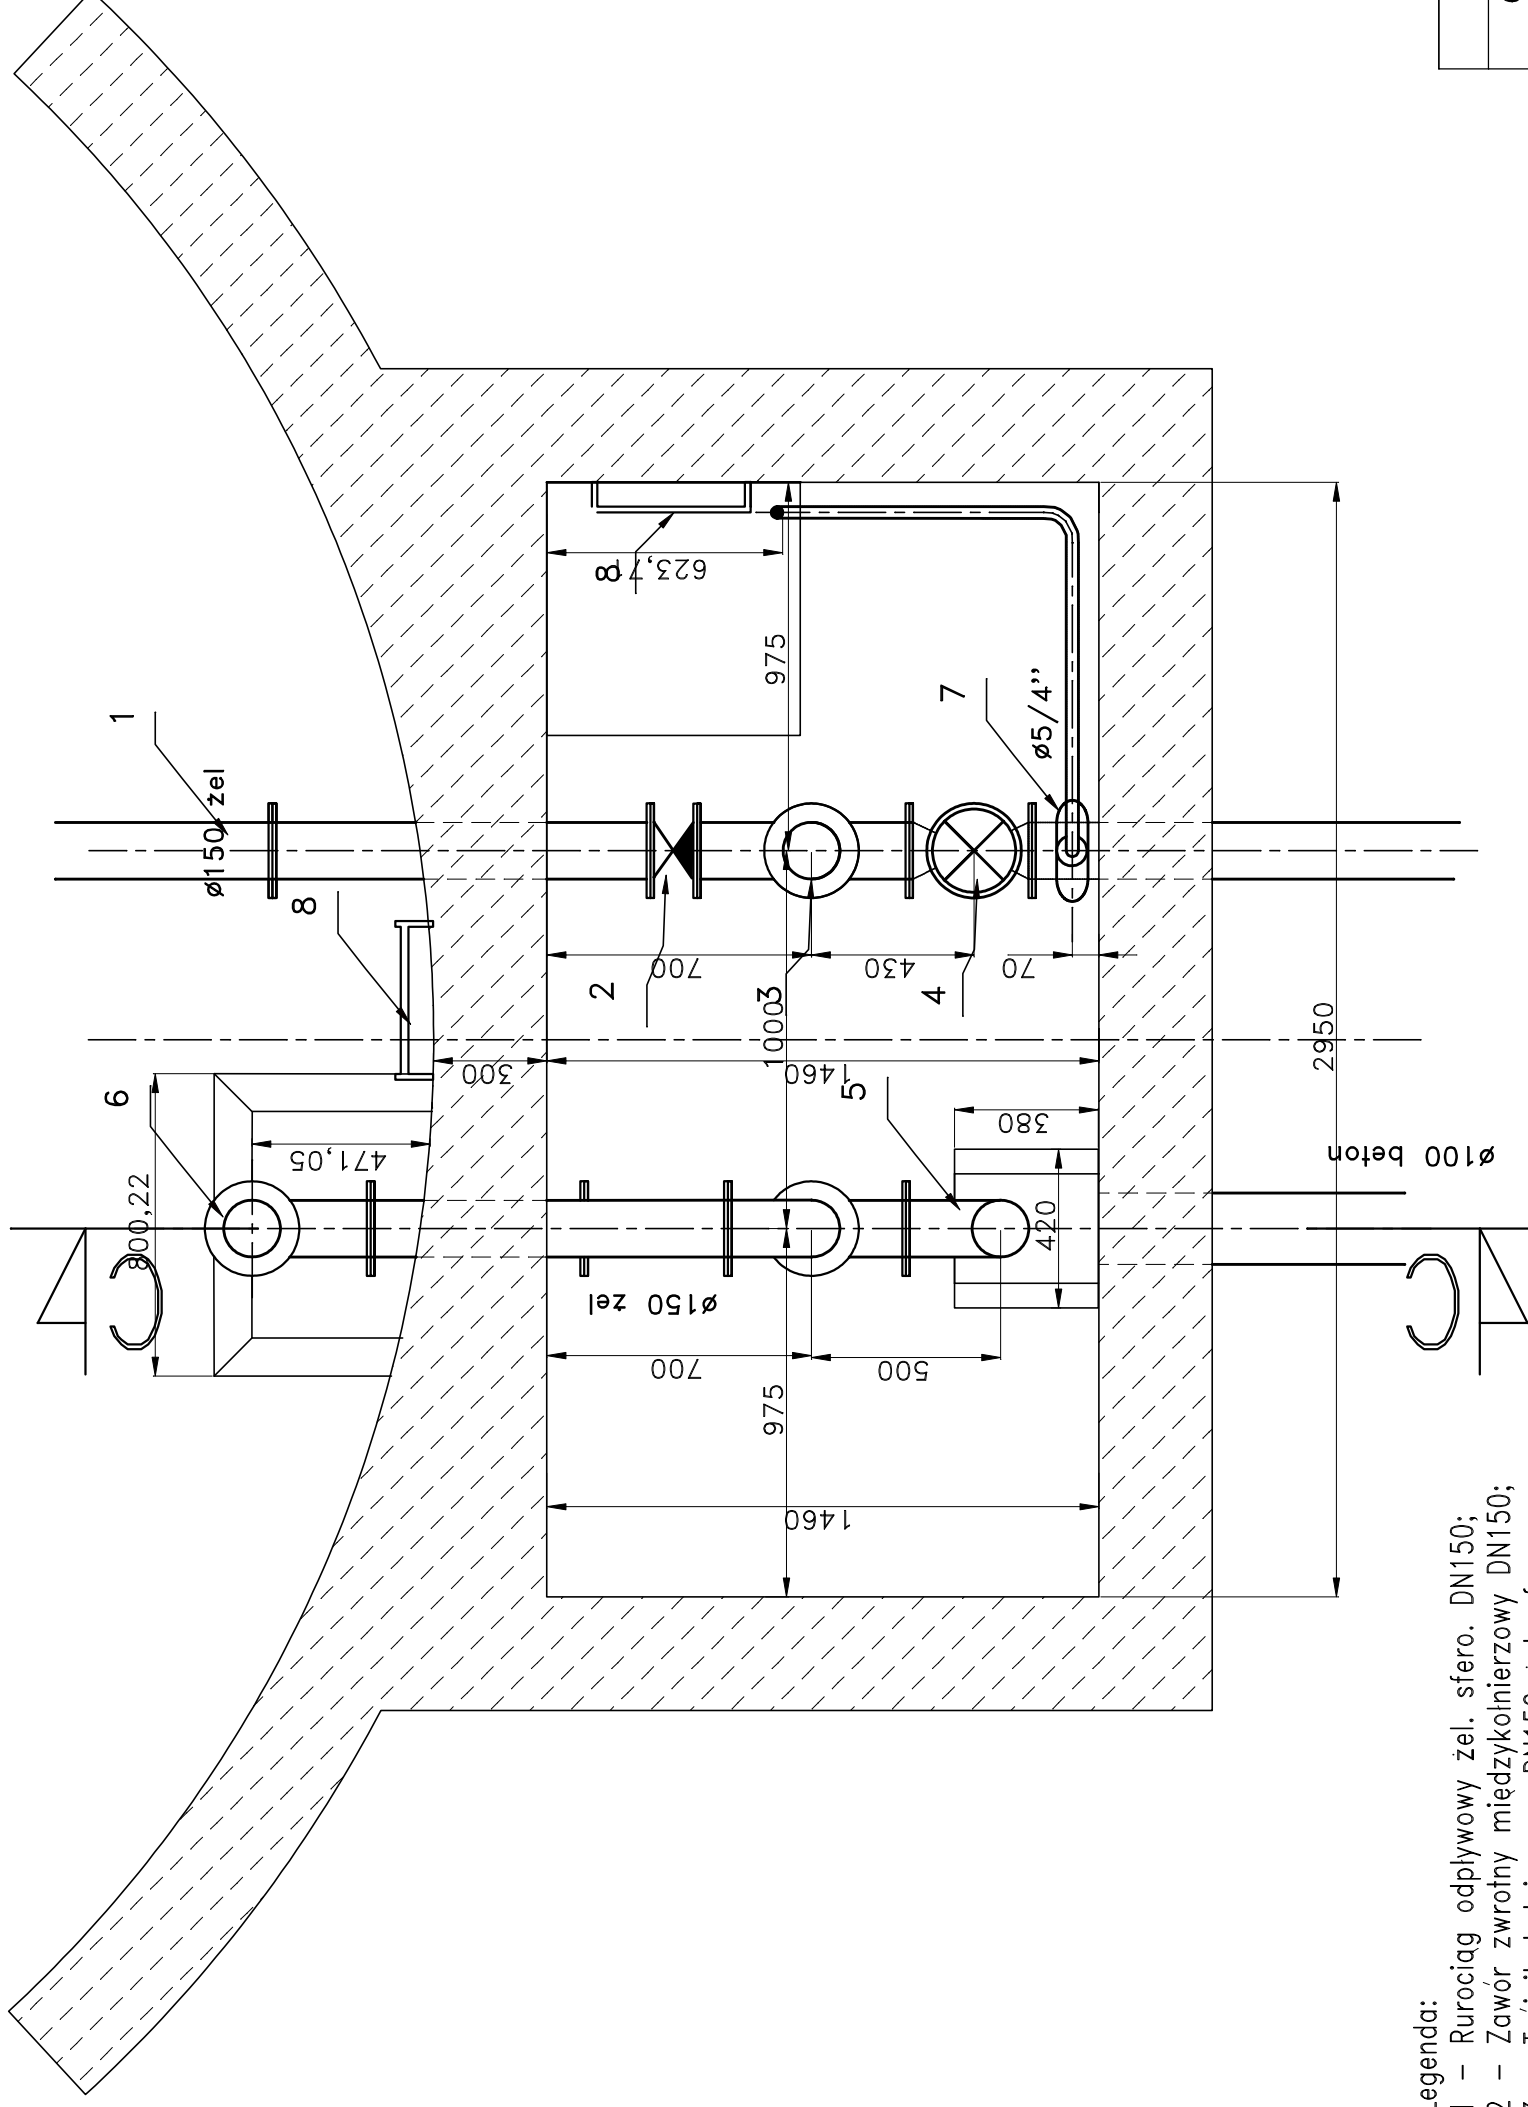 1
ø150 żel
8
6
800,22
471,05
300
623,71
8
975
7
ø5/4”
2
700
3
430
4
70
1000
1460
5
380
420
2950
ø100 beton
ø150 żel
700
500
975
1460
C
C
Legenda:
1 - Rurociąg odpływowy żel. sfero. DN150;
2 - Zawór zwrotny międzykołnierzowy DN150;